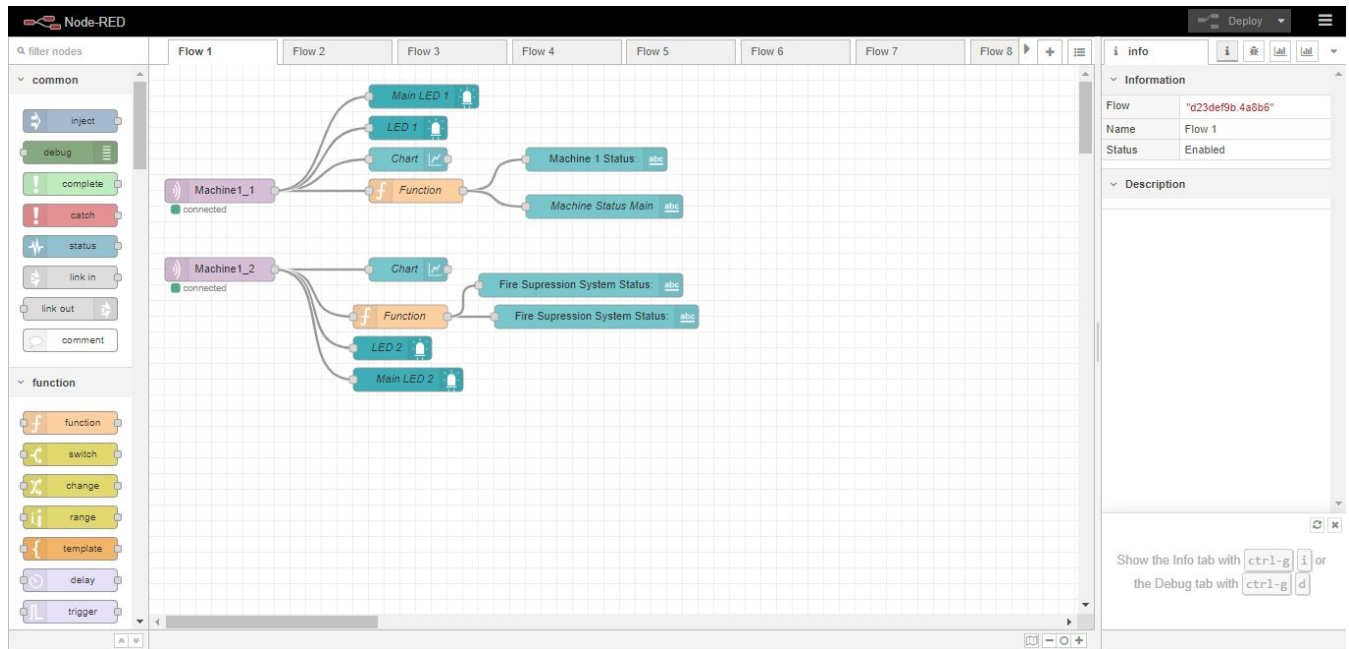 Node-RED
Deploy
filter nodes
Flow 1
Flow 2
Flow 3
Flow 4
Flow 5
Flow 6
Flow 7
Flow 8
i info
i
common
inject
debug
complete
catch
status
link in
link out
comment
function
function
switch
change
range
template
delay
trigger
Main LED 1
LED 1
Chart
Machine 1 Status:
abc
Machine1_1
Function
connected
Machine Status Main
abc
Machine1_2
Chart
connected
Fire Supression System Status:
abc
Function
Fire Supression System Status:
abc
LED 2
Main LED 2
Information
Flow "d23def9b.4a8b6"
Name Flow 1
Status Enabled
Description
Show the Info tab with ctrl-g i or
the Debug tab with ctrl-g d